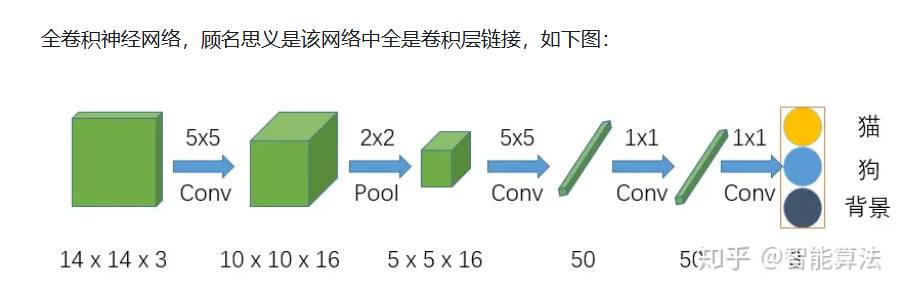 全卷积神经网络，顾名思义是该网络中全是卷积层链接，如下图：
5x5 2x2 5x5 1x1 1x1 猫
狗
Conv Pool Conv Conv Conv 背景
14 x 14 x 3 10 x 10 x 16 5 x 5 x 16 50 50 3
知乎 @智能算法